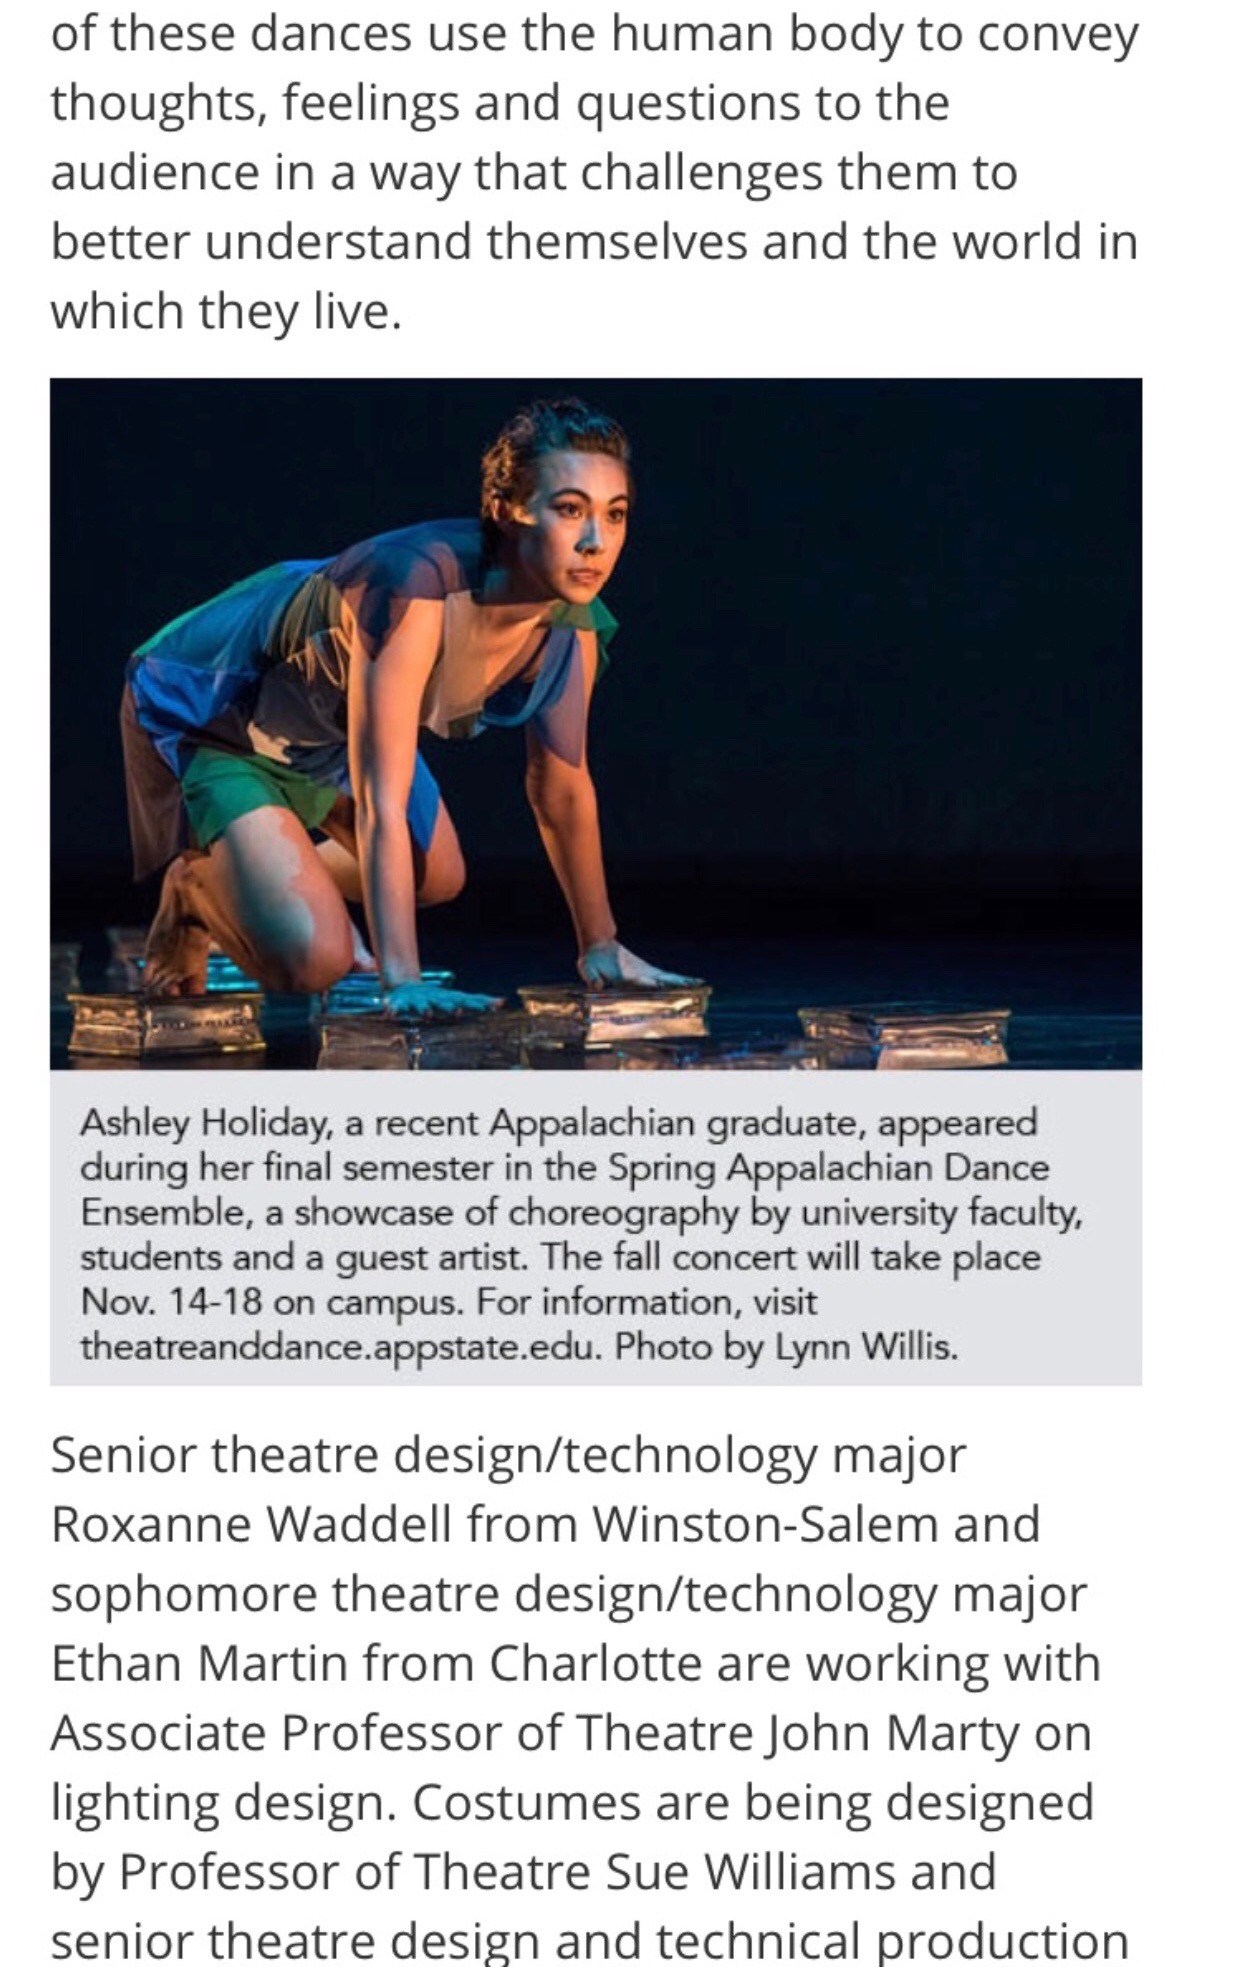 of these dances use the human body to convey
thoughts, feelings and questions to the
audience in a way that challenges them to
better understand themselves and the world in
which they live.
Ashley Holiday, a recent Appalachian graduate, appeared
during her final semester in the Spring Appalachian Dance
Ensemble, a showcase of choreography by university faculty,
students and a guest artist. The fall concert will take place
Nov. 14-18 on campus. For information, visit
theatreanddance.appstate.edu. Photo by Lynn Willis.
Senior theatre design/technology major
Roxanne Waddell from Winston-Salem and
sophomore theatre design/technology major
Ethan Martin from Charlotte are working with
Associate Professor of Theatre John Marty on
lighting design. Costumes are being designed
by Professor of Theatre Sue Williams and
senior theatre design and technical production